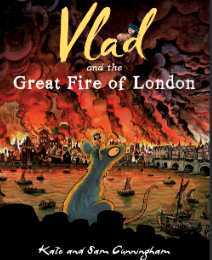 Vlad
and the
Great Fire of London
Kate and Sam Cunningham